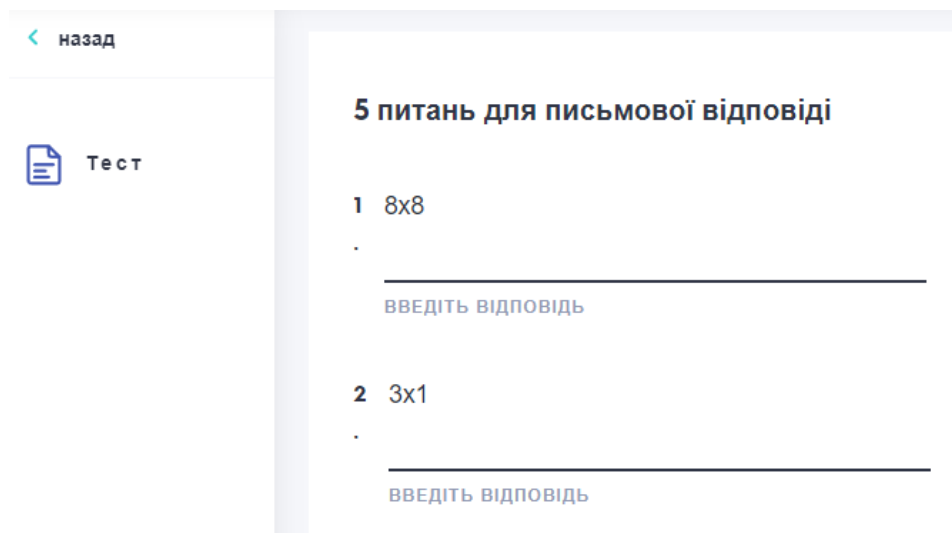 назад
Тест
5 питань для письмової відповіді
1 8x8
.
ВВЕДІТЬ ВІДПОВІДЬ
2 3x1
.
ВВЕДІТЬ ВІДПОВІДЬ